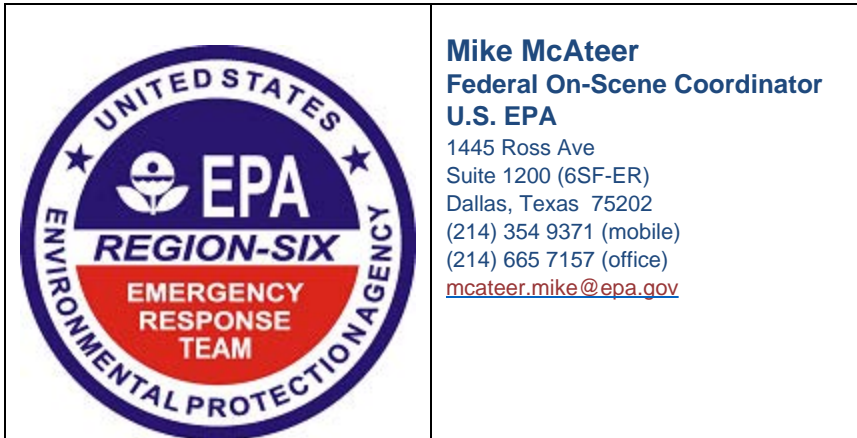 UNITED STATES
EPA
REGION-SIX
EMERGENCY
RESPONSE
TEAM
ENVIRONMENTAL PROTECTION AGENCY
Mike McAteer
Federal On-Scene Coordinator
U.S. EPA
1445 Ross Ave
Suite 1200 (6SF-ER)
Dallas, Texas  75202
(214) 354 9371 (mobile)
(214) 665 7157 (office)
mcateer.mike@epa.gov